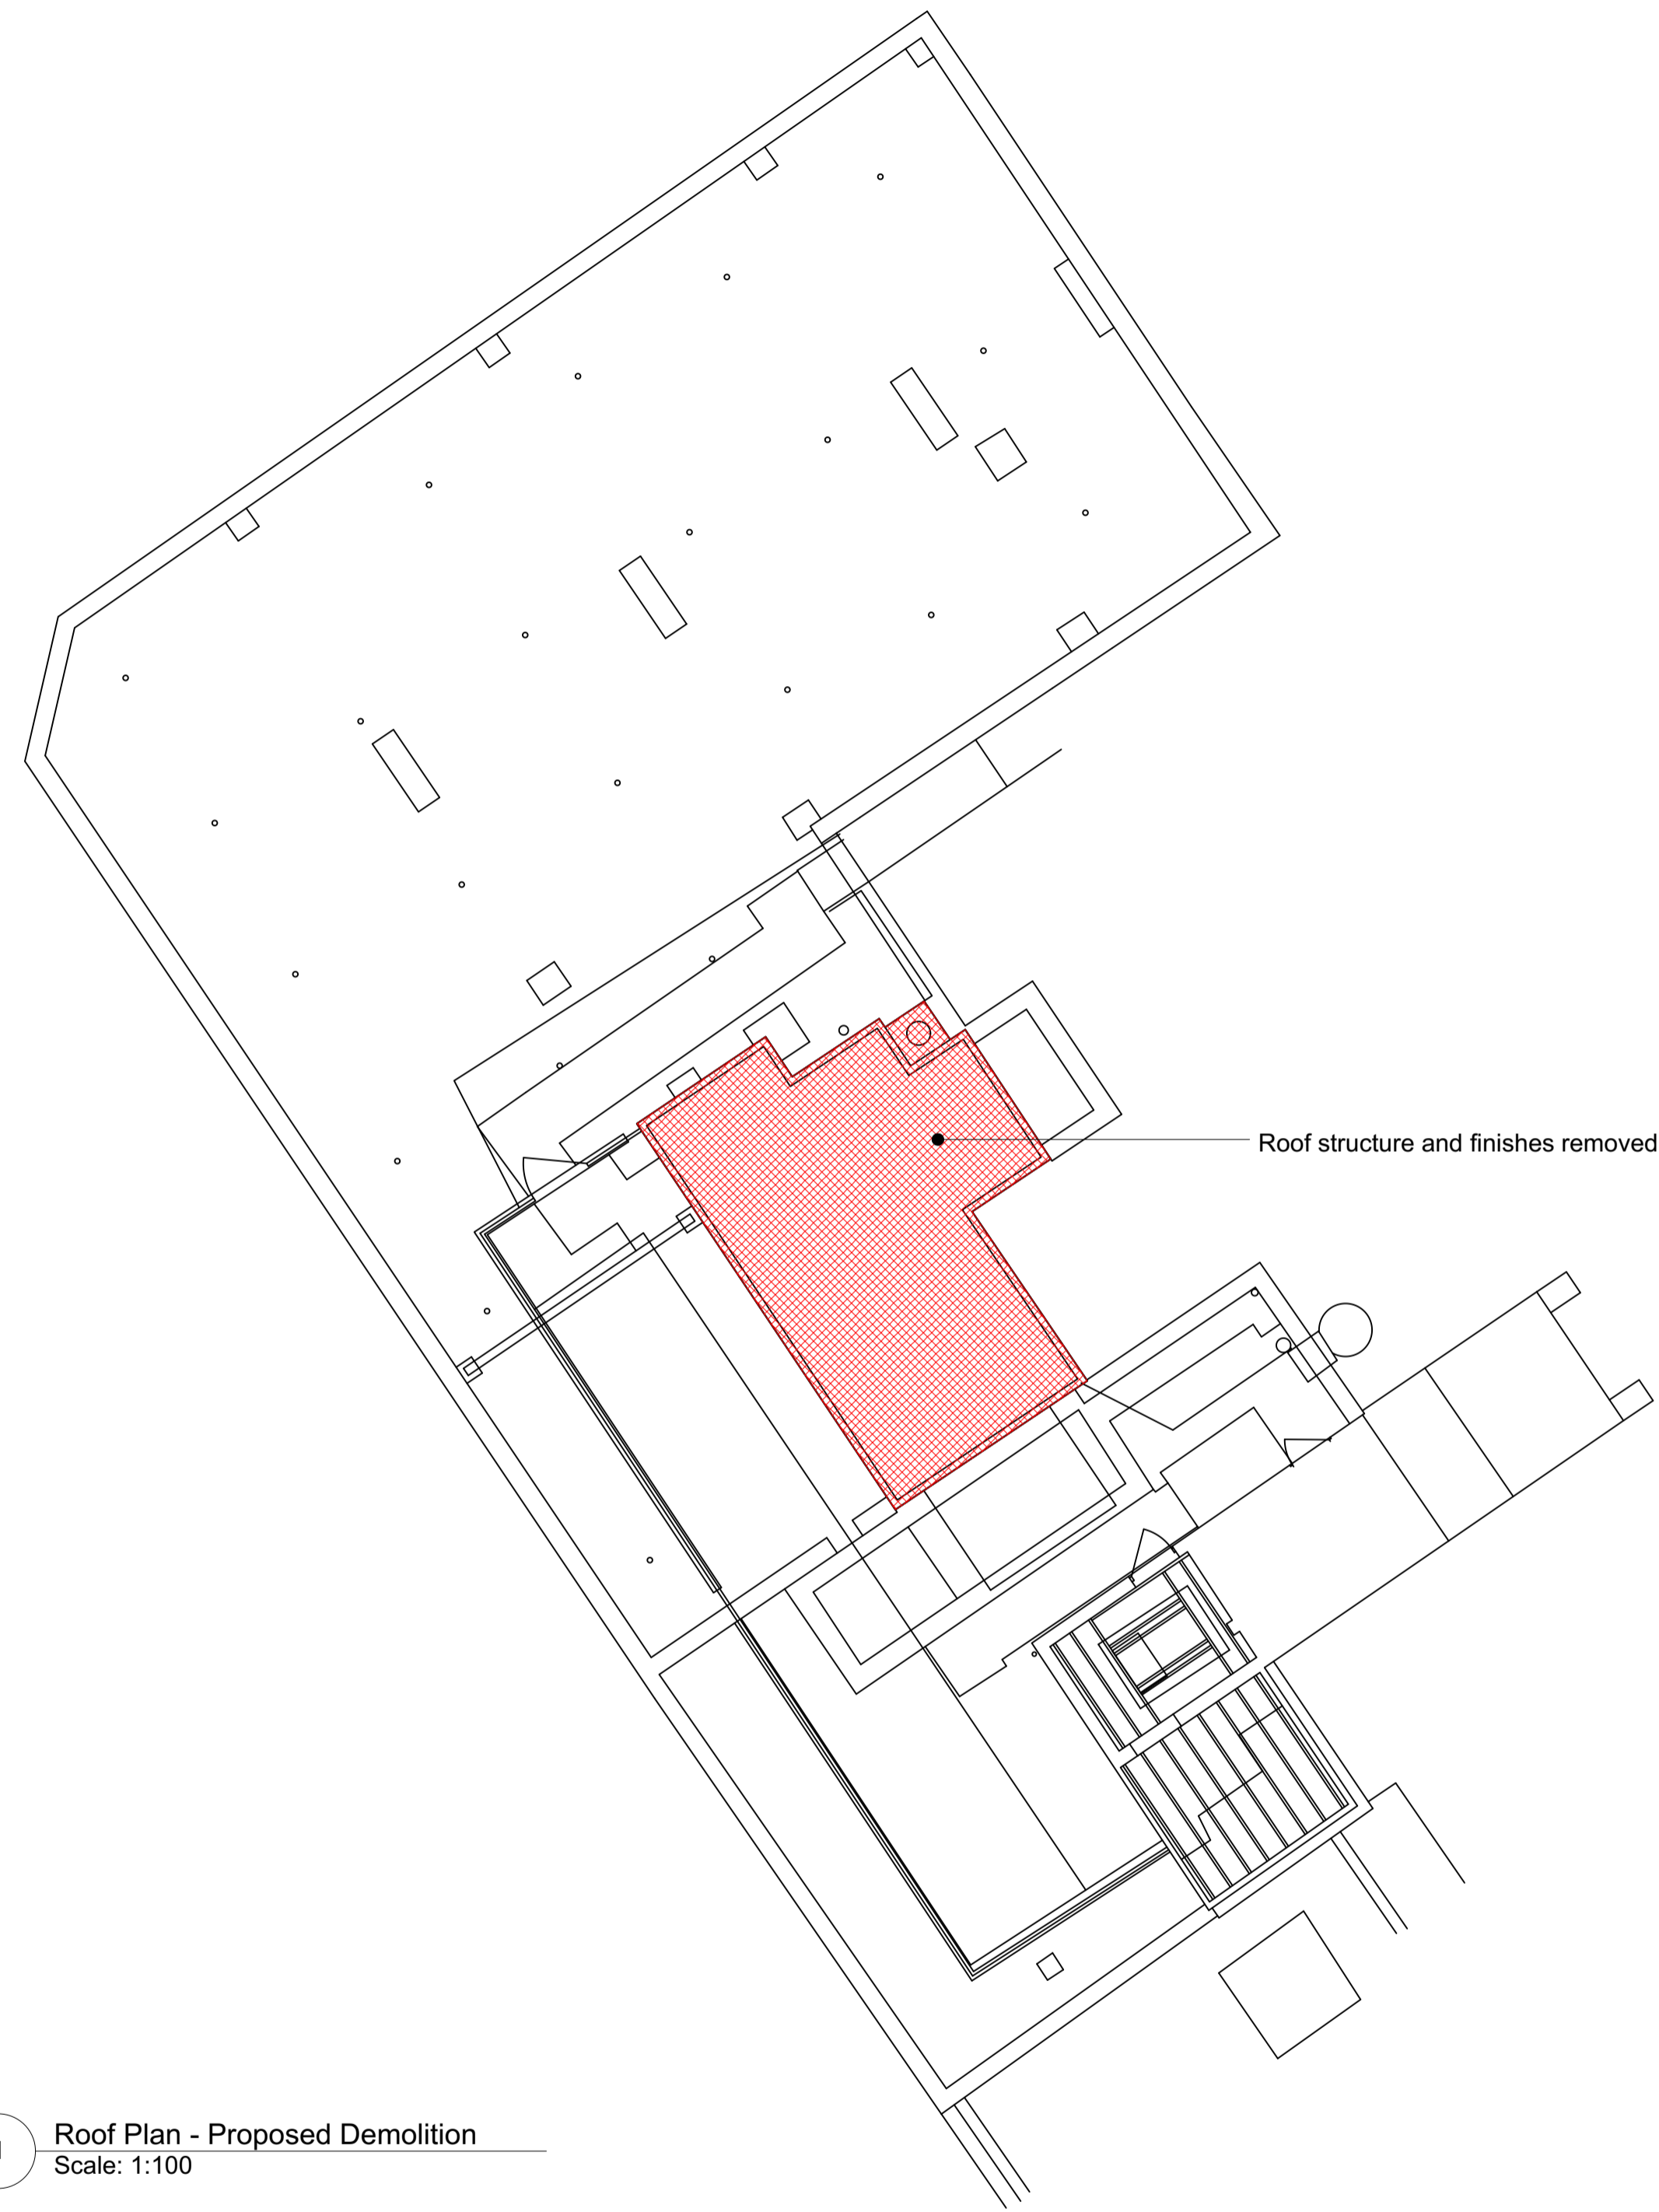 Roof structure and finishes removed
Roof Plan - Proposed Demolition
Scale: 1:100